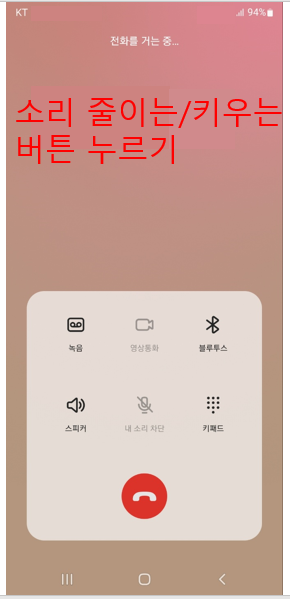 KT 94%
전화를 거는 중...
소리 줄이는/키우는
버튼 누르기
녹음 영상통화 블루투스
스피커 내 소리 차단 키패드